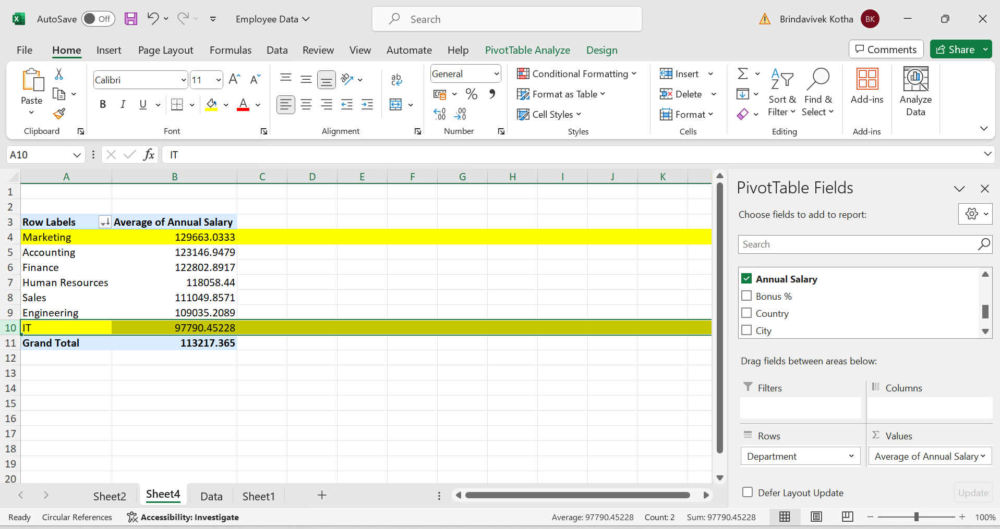 AutoSave Off Employee Data Search Brindavivek Kotha BK
File Home Insert Page Layout Formulas Data Review View Automate Help PivotTable Analyze Design Comments Share
Paste
Calibri 11
B I U A
ab
General
% ,
Conditional Formatting
Format as Table
Cell Styles
Insert
Delete
Format
Sort & Filter
Find & Select
Add-ins
Analyze Data
Clipboard Font Alignment Number Styles Cells Editing Add-ins
A10 fx IT
A B C D E F G H I J K
1
2
3 Row Labels Average of Annual Salary
4 Marketing 129663.0333
5 Accounting 123146.9479
6 Finance 122802.8917
7 Human Resources 118058.44
8 Sales 111049.8571
9 Engineering 109035.2089
10 IT 97790.45228
11 Grand Total 113217.365
12
13
14
15
16
17
18
19
20
PivotTable Fields
Choose fields to add to report:
Search
Annual Salary
Bonus %
Country
City
Drag fields between areas below:
Filters Columns
Rows Σ Values
Department Average of Annual Salary
Defer Layout Update Update
Sheet2 Sheet4 Data Sheet1
Ready Circular References Accessibility: Investigate Average: 97790.45228 Count: 2 Sum: 97790.45228 100%